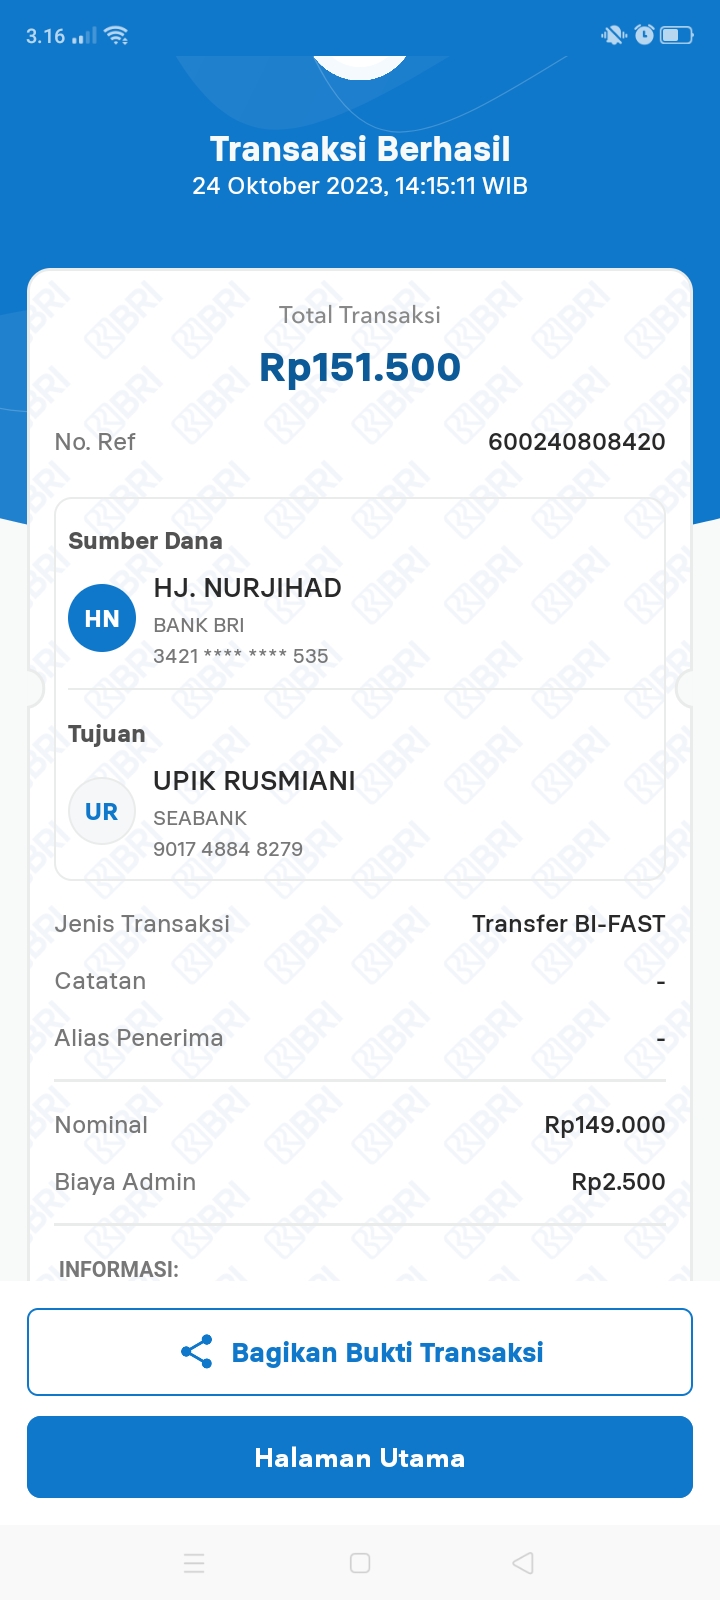 3.16
Transaksi Berhasil
24 Oktober 2023, 14:15:11 WIB
Total Transaksi
Rp151.500
No. Ref 600240808420
Sumber Dana
HN
HJ. NURJIHAD
BANK BRI
3421 **** **** 535
Tujuan
UR
UPIK RUSMIANI
SEABANK
9017 4884 8279
Jenis Transaksi Transfer BI-FAST
Catatan -
Alias Penerima -
Nominal Rp149.000
Biaya Admin Rp2.500
INFORMASI:
Bagikan Bukti Transaksi
Halaman Utama